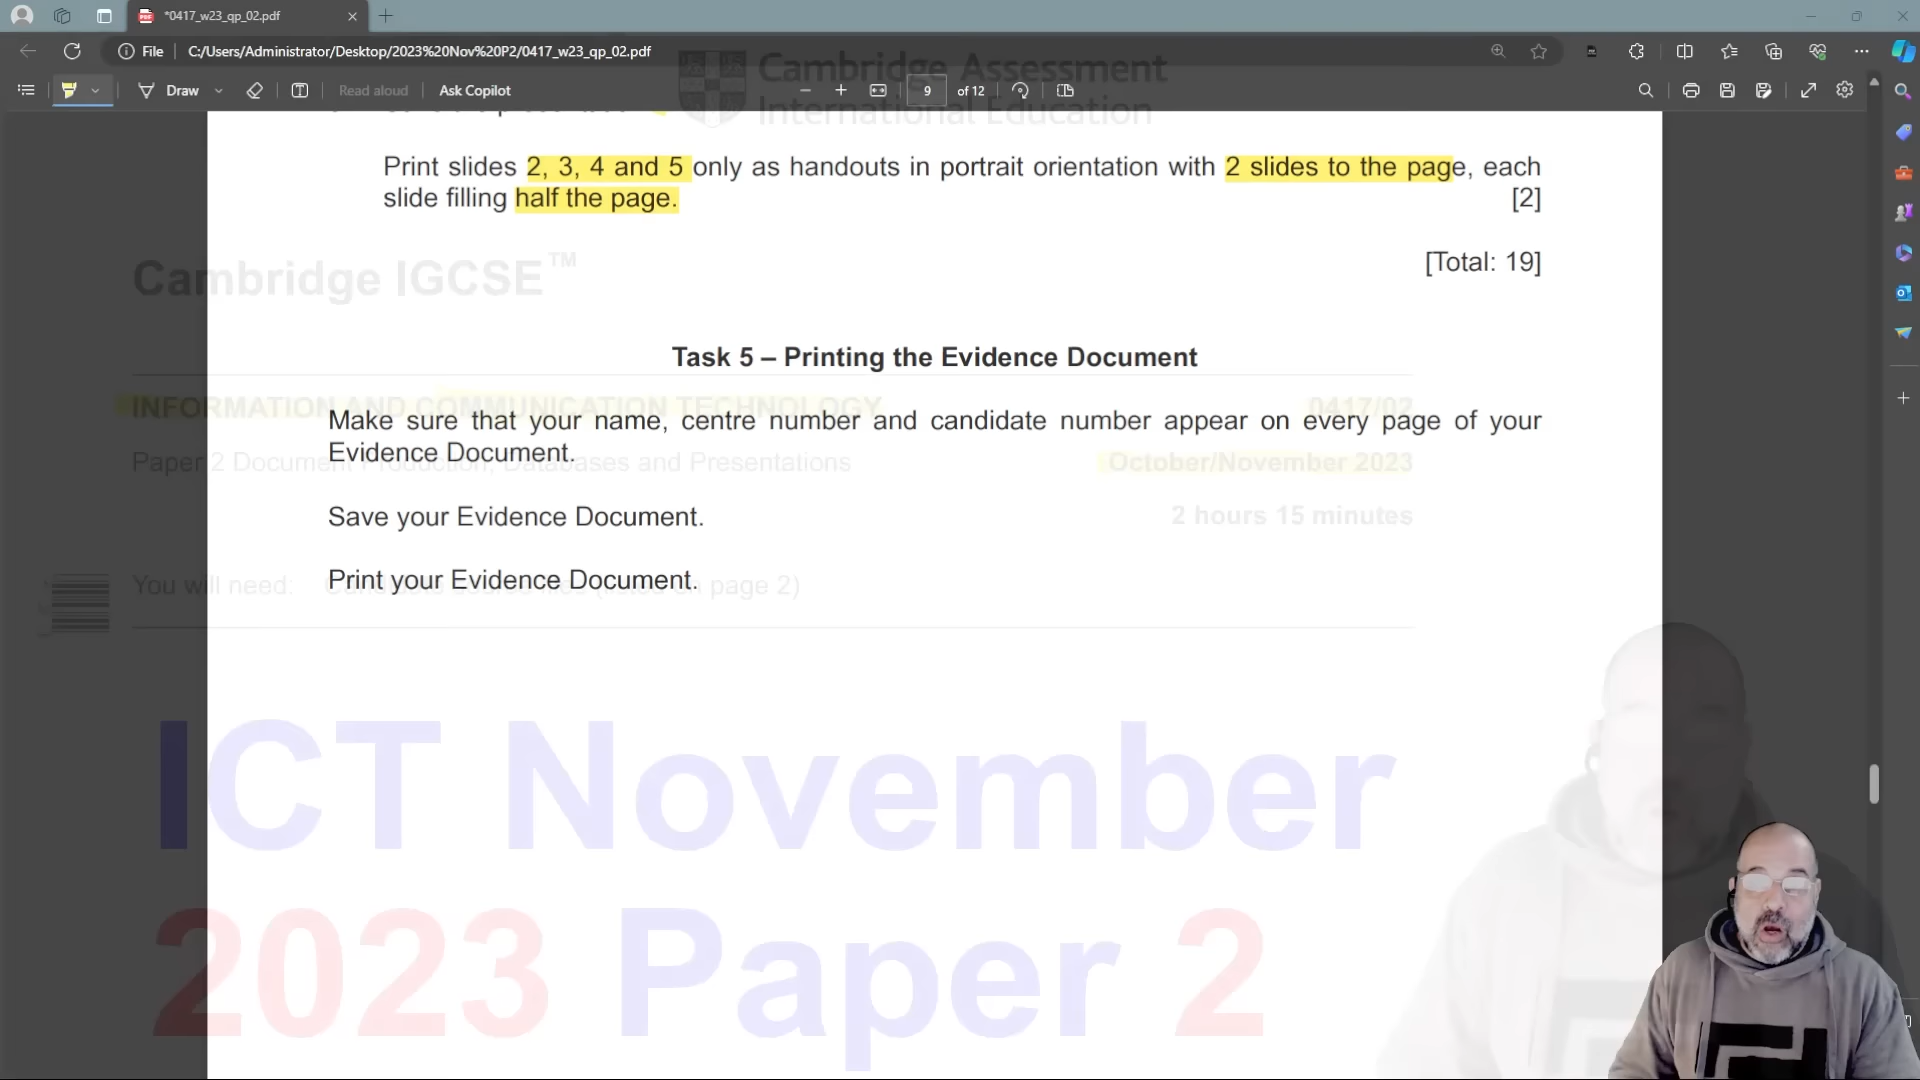 *0417_w23_qp_02.pdf
File
C:/Users/Administrator/Desktop/2023%20Nov%20P2/0417_w23_qp_02.pdf
Draw
Read aloud
Ask Copilot
9
of 12
Cambridge Assessment
International Education
Print slides 2, 3, 4 and 5 only as handouts in portrait orientation with 2 slides to the page, each
slide filling half the page.
[2]
[Total: 19]
Cambridge IGCSE™
Task 5 – Printing the Evidence Document
INFORMATION AND COMMUNICATION TECHNOLOGY
0417/02
Make sure that your name, centre number and candidate number appear on every page of your
Evidence Document.
Paper 2 Document Production, Databases and Presentations
October/November 2023
Save your Evidence Document.
2 hours 15 minutes
Print your Evidence Document.
You will need: Candidate source files (listed on page 2)
ICT November
2023 Paper 2